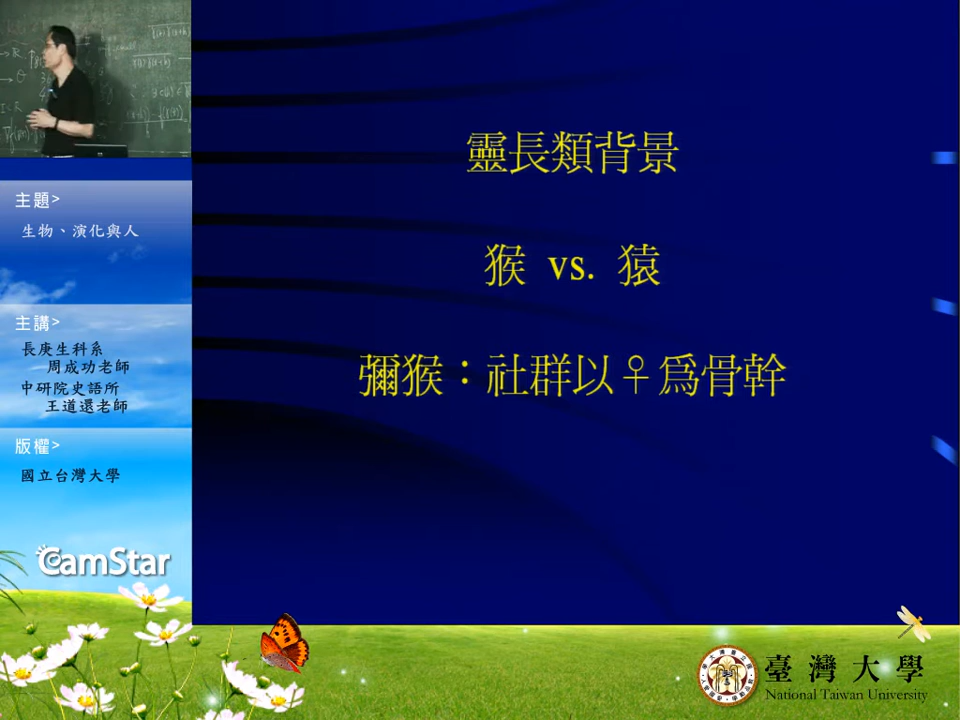 主題>
生物、演化與人
主講>
長庚生科系
周成功老師
中研院史語所
王道還老師
版權>
國立台灣大學
CamStar
靈長類背景
猴 vs. 猿
獼猴：社群以♀為骨幹
臺灣大學
National Taiwan University